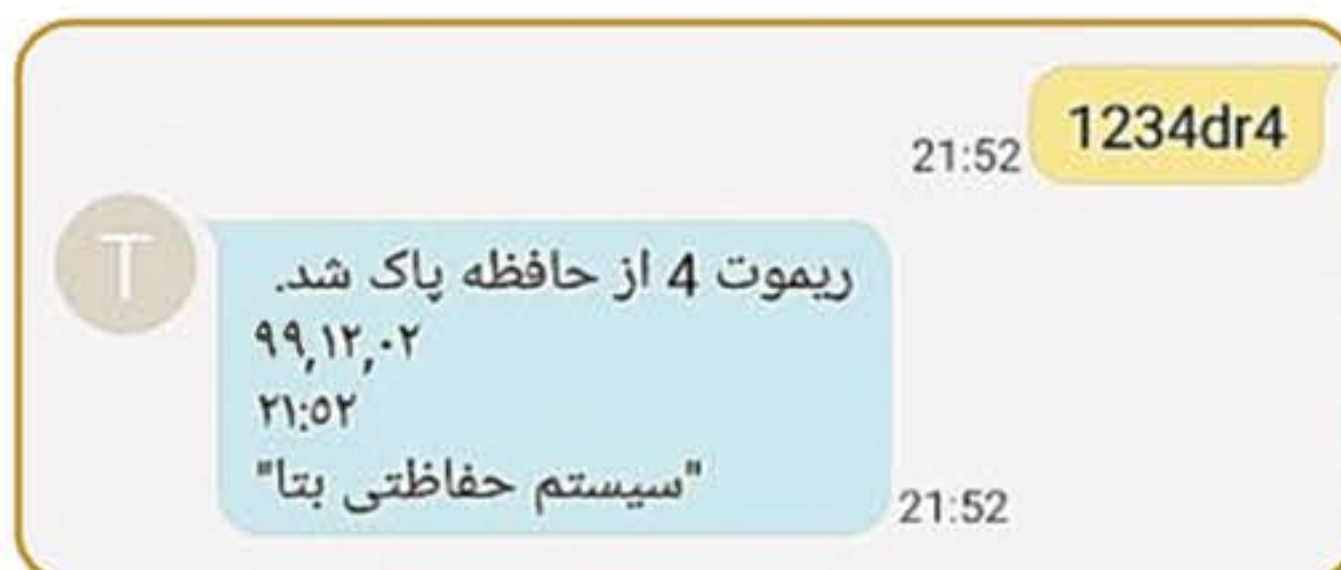 1234dr4
21:52
T
ریموت 4 از حافظه پاک شد.
۹۹,۱۲,۰۲
۲۱:۵۲
"سیستم حفاظتی بتا"
21:52